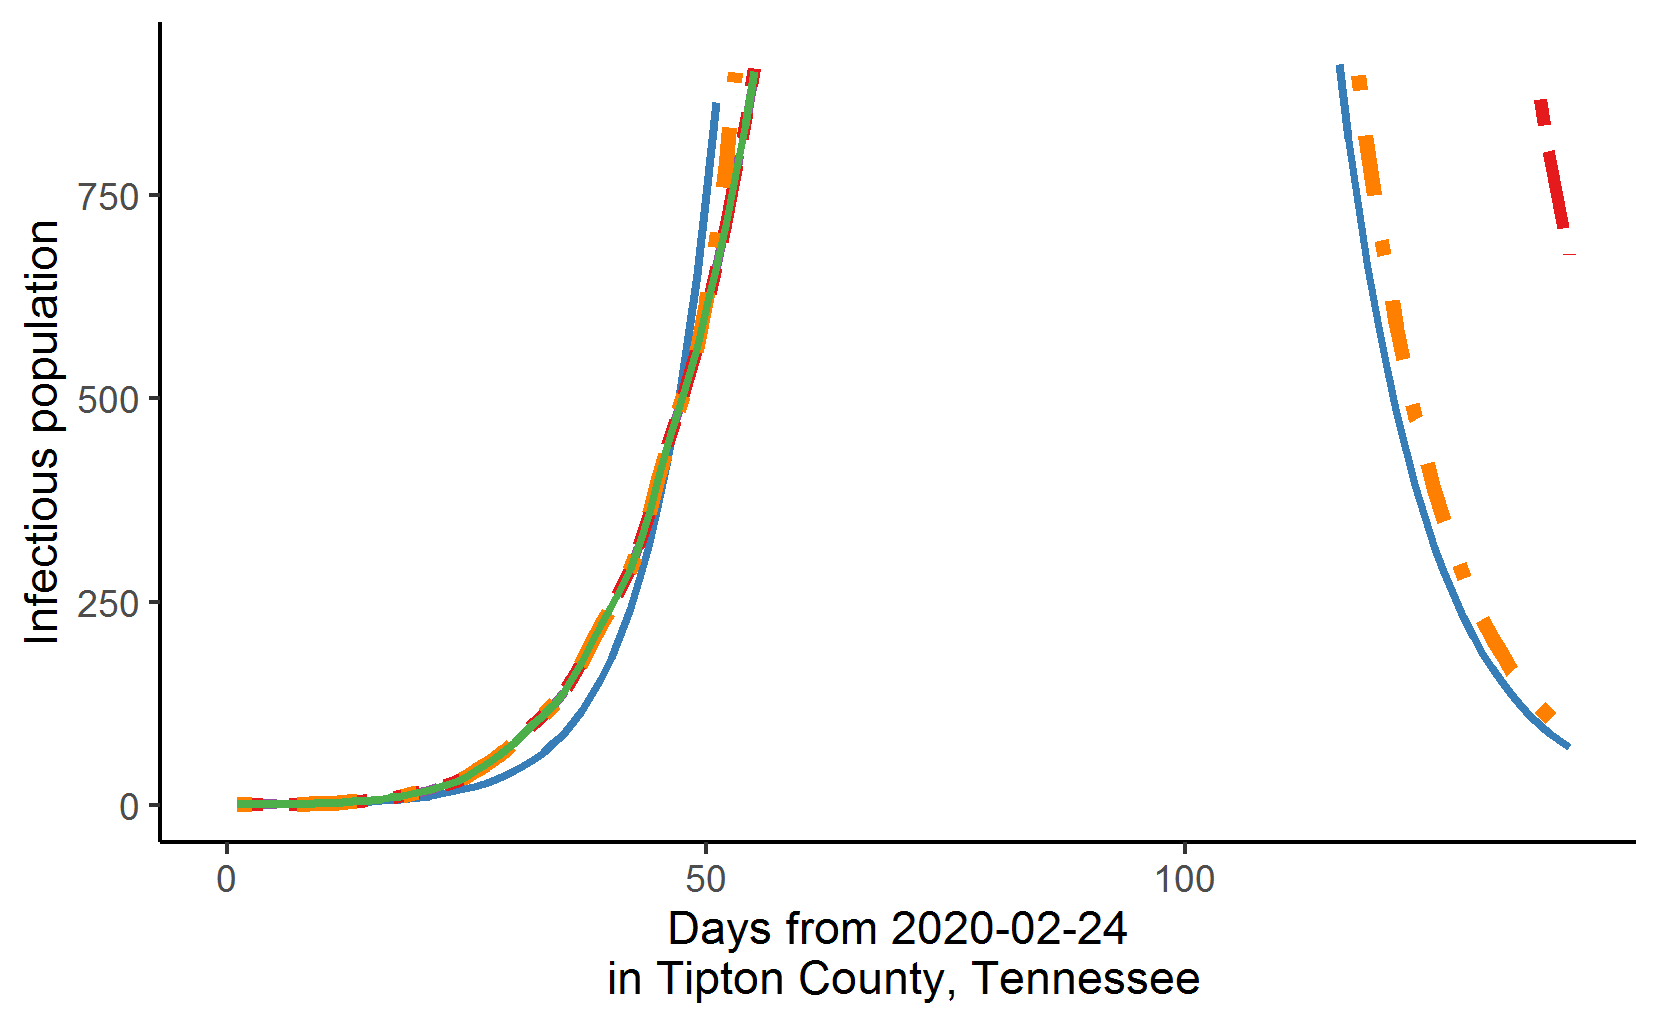 Infectious population
750
500
250
0
0
50
100
Days from 2020-02-24
in Tipton County, Tennessee